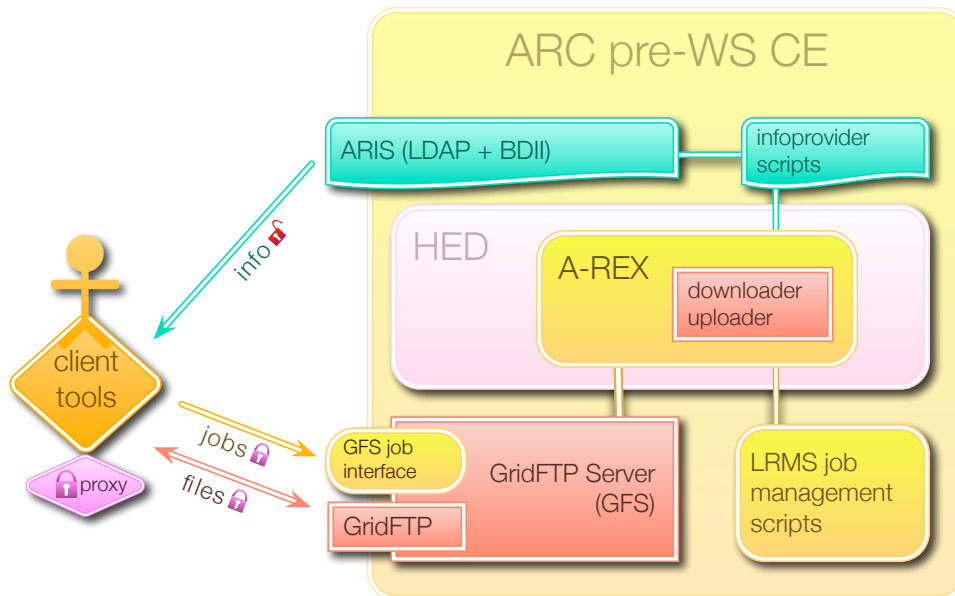 ARC pre-WS CE
ARIS (LDAP + BDII)
infoprovider
scripts
info
HED
A-REX
downloader
uploader
client
tools
proxy
jobs
files
GFS job
interface
GridFTP
GridFTP Server
(GFS)
LRMS job
management
scripts